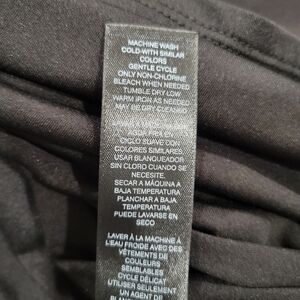 MACHINE WASH
COLD-WITH SIMILAR
COLORS
GENTLE CYCLE
ONLY NON-CHLORINE
BLEACH WHEN NEEDED
TUMBLE DRY LOW
WARM IRON AS NEEDED
MAY BE DRY CLEANED
AGUA FRIA EN
CICLO SUAVE CON
COLORES SIMILARES
USAR BLANQUEADOR
SIN CLORO CUANDO SE
NECESITE.
SECAR A MÁQUINA A
BAJA TEMPERATURA
PLANCHAR A BAJA
TEMPERATURA
PUEDE LAVARSE EN
SECO
LAVER À LA MACHINE À
L'EAU FROIDE AVEC DES
VÊTEMENTS DE
COULEURS
SEMBLABLES
CYCLE DÉLICAT
UTILISER SEULEMENT
UN AGENT DE